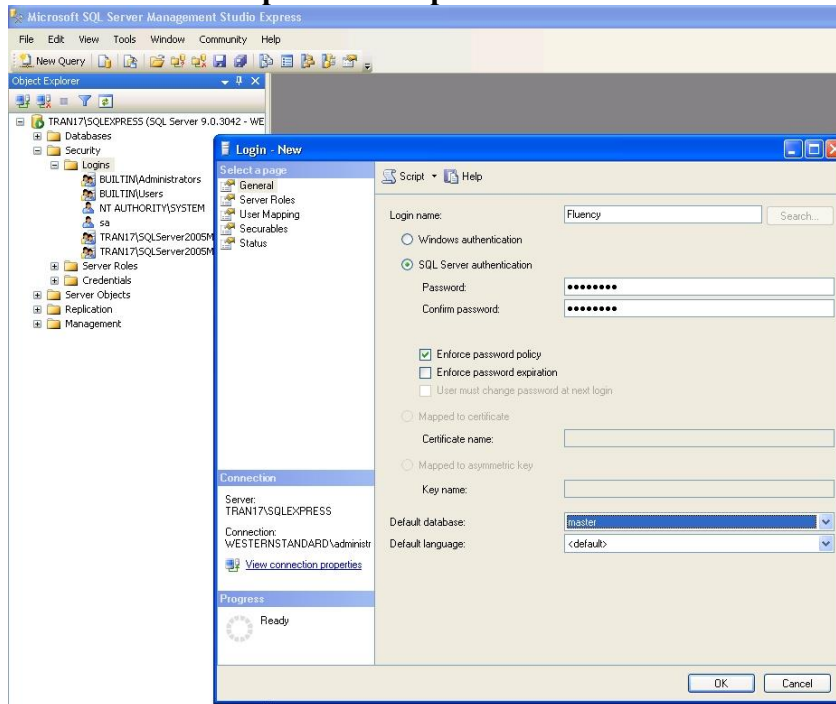 Microsoft SQL Server Management Studio Express
File Edit View Tools Window Community Help
New Query
Object Explorer
TRAN17\SQLEXPRESS (SQL Server 9.0.3042 - WE
Databases
Security
Logins
BUILTIN\Administrators
BUILTIN\Users
NT AUTHORITY\SYSTEM
sa
TRAN17\SQLServer2005M
TRAN17\SQLServer2005M
Server Roles
Credentials
Server Objects
Replication
Management
Login - New
Select a page
General
Server Roles
User Mapping
Securables
Status
Connection
Server:
TRAN17\SQLEXPRESS
Connection:
WESTERNSTANDARD\administr
View connection properties
Progress
Ready
Script Help
Login name: Fluency Search...
Windows authentication
SQL Server authentication
Password: ●●●●●●●●
Confirm password: ●●●●●●●●
Enforce password policy
Enforce password expiration
User must change password at next login
Mapped to certificate
Certificate name:
Mapped to asymmetric key
Key name:
Default database: master
Default language: <default>
OK Cancel